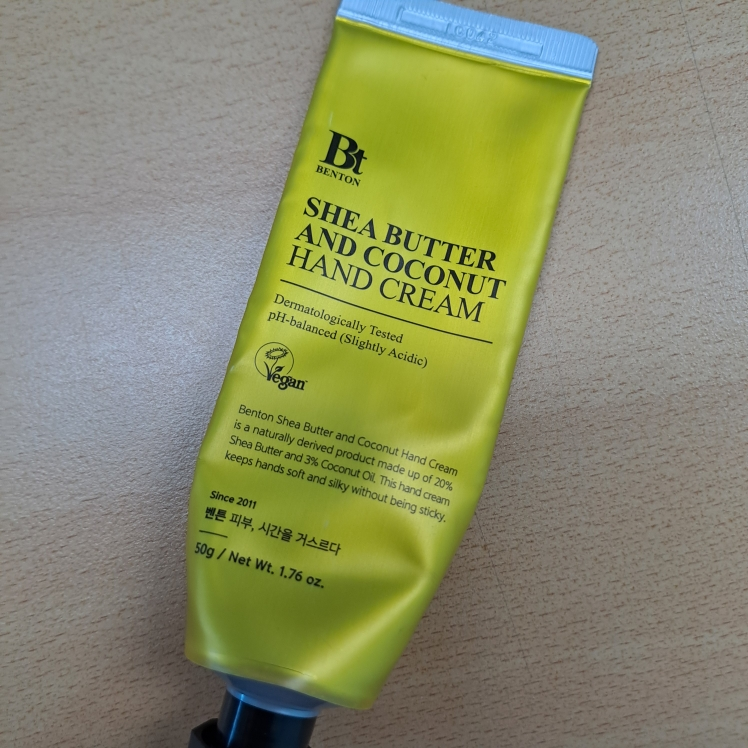 Bt
BENTON
SHEA BUTTER
AND COCONUT
HAND CREAM
Dermatologically Tested
pH-balanced (Slightly Acidic)
Vegan
Benton Shea Butter and Coconut Hand Cream
is a naturally derived product made up of 20%
Shea Butter and 3% Coconut Oil. This hand cream
keeps hands soft and silky without being sticky.
Since 2011
벤튼 피부, 시간을 거스르다
50g / Net Wt. 1.76 oz.